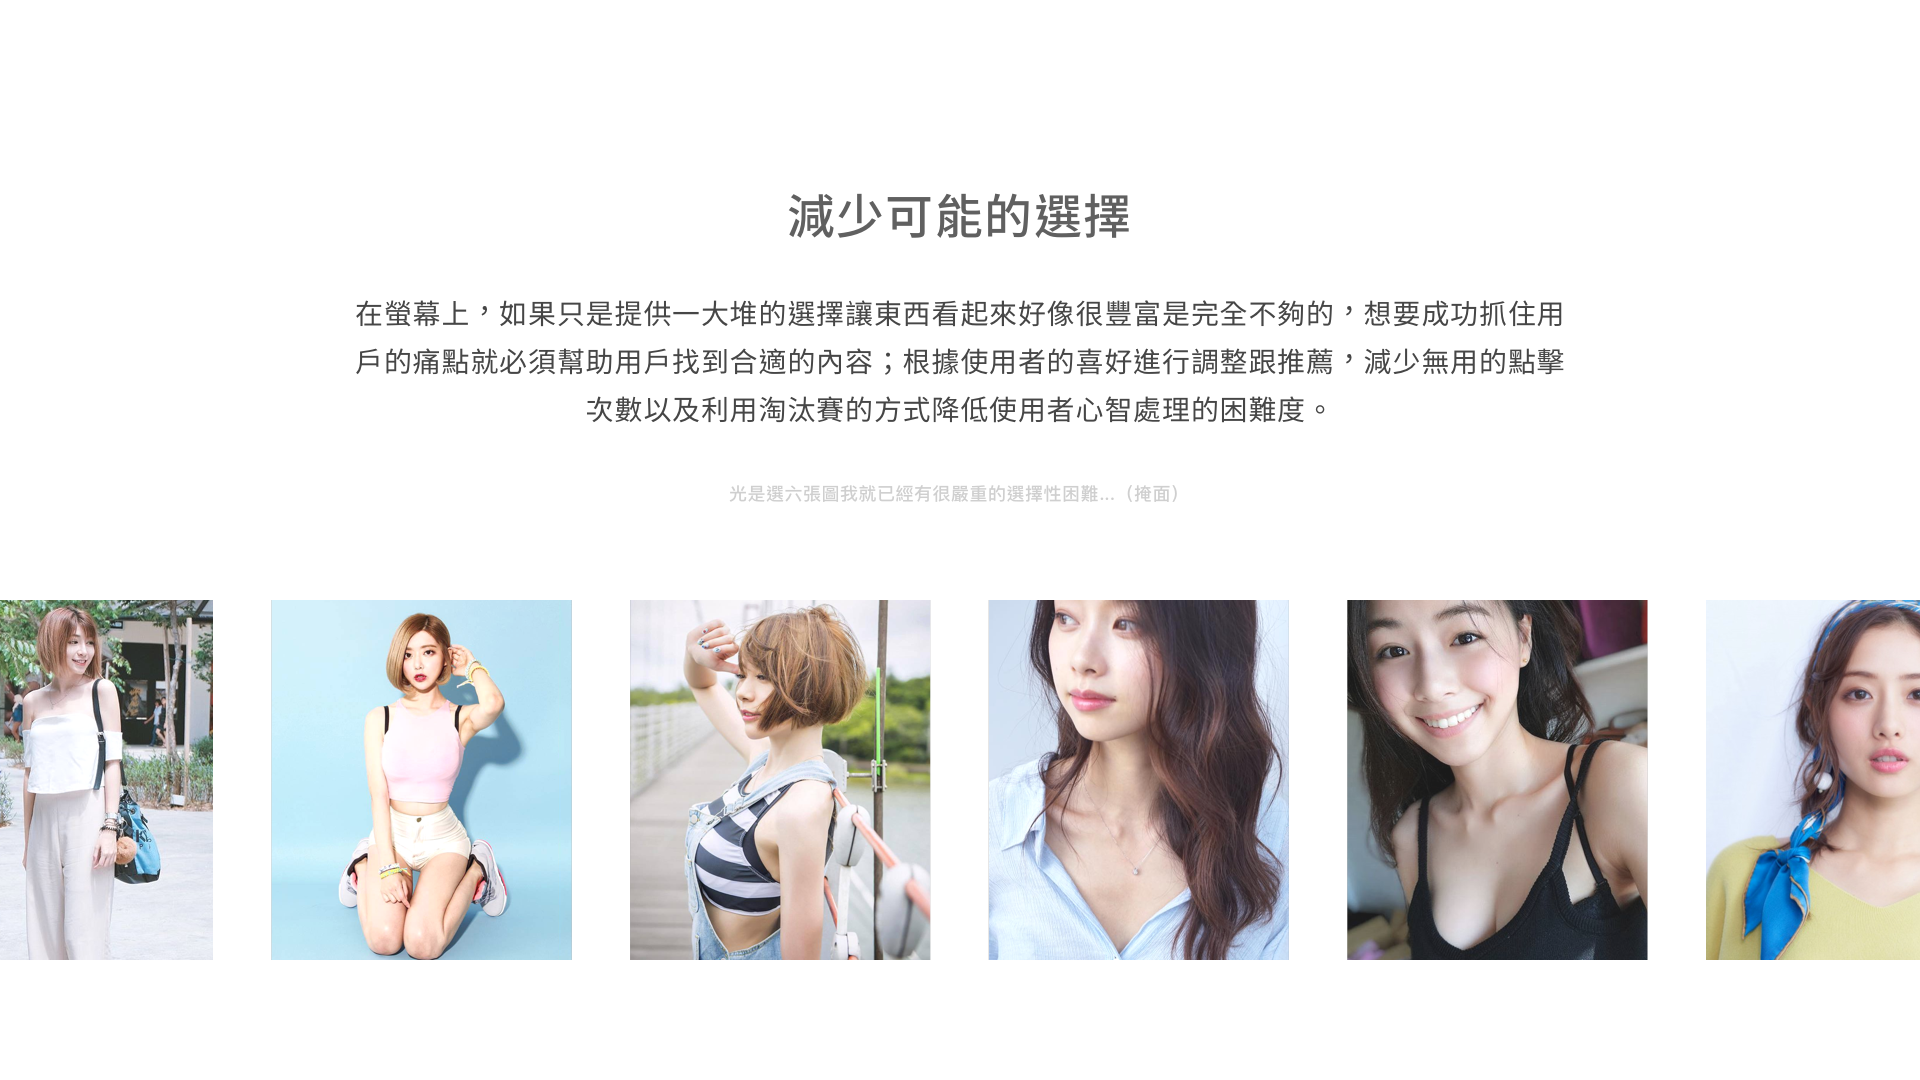 減少可能的選擇
在螢幕上，如果只是提供一大堆的選擇讓東西看起來好像很豐富是完全不夠的，想要成功抓住用
戶的痛點就必須幫助用戶找到合適的內容；根據使用者的喜好進行調整跟推薦，減少無用的點擊
次數以及利用淘汰賽的方式降低使用者心智處理的困難度。
光是選六張圖我就已經有很嚴重的選擇性困難...（掩面）